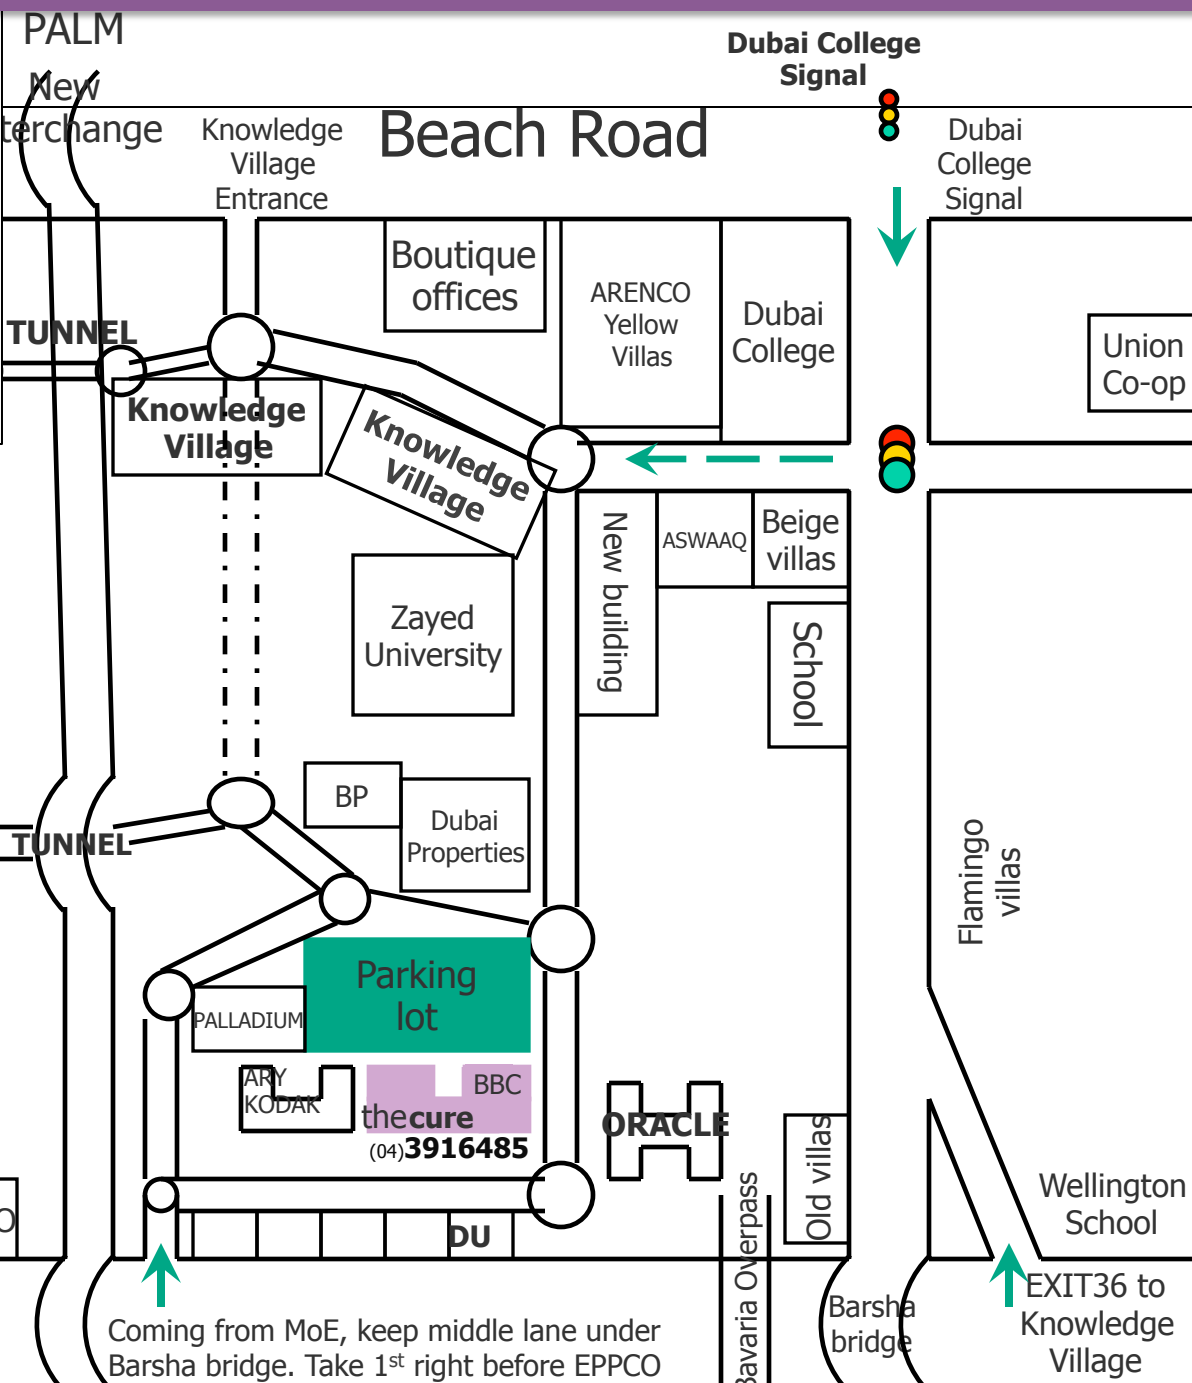 PALM
New
terchange
Dubai College
Signal
Knowledge
Village
Entrance
Beach Road
Dubai
College
Signal
Boutique
offices
ARENCO
Yellow
Villas
Dubai
College
Union
Co-op
TUNNEL
Knowledge
Village
Knowledge
Village
New building
ASWAAQ
Beige
villas
School
Zayed
University
BP
Dubai
Properties
TUNNEL
Flamingo
villas
Parking
lot
PALLADIUM
ARY
KODAK
BBC
thecure
(04)3916485
ORACLE
Old villas
DU
O
Wellington
School
Bavaria Overpass
Barsha
bridge
EXIT36 to
Knowledge
Village
Coming from MoE, keep middle lane under
Barsha bridge. Take 1st right before EPPCO